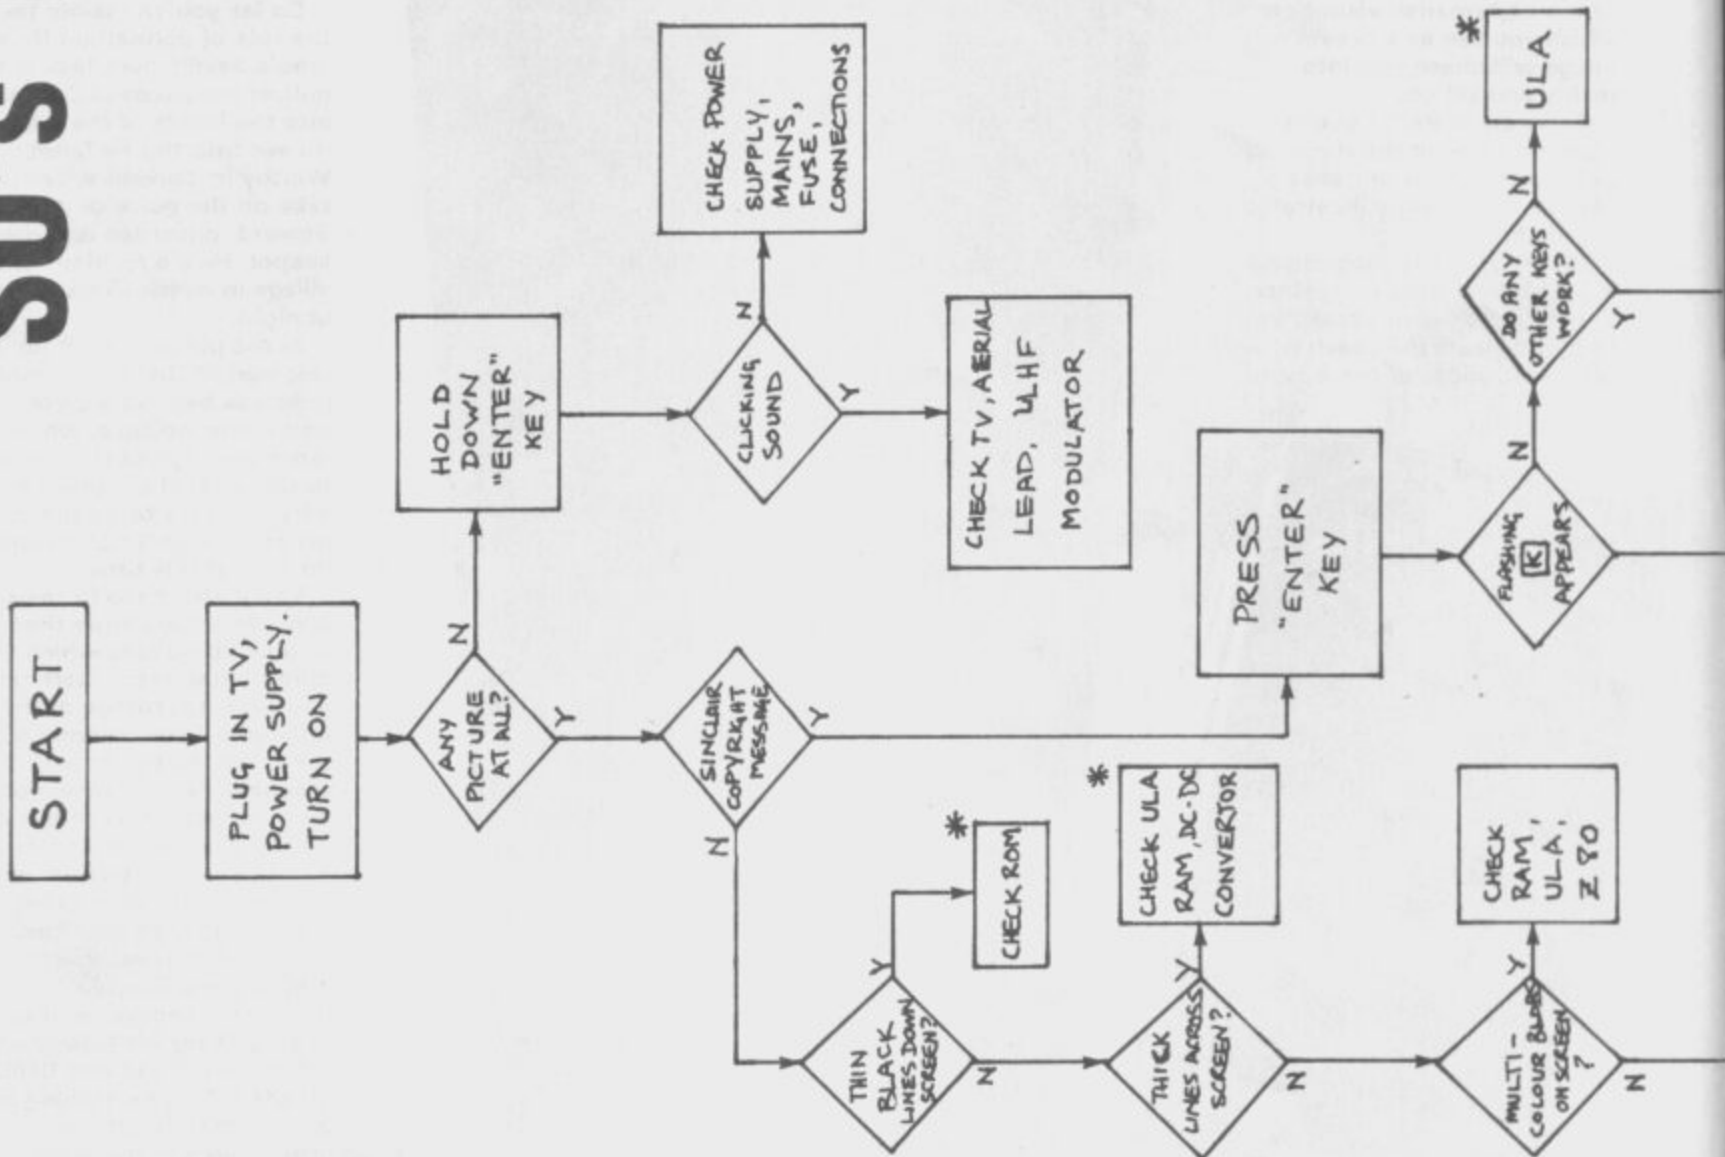 SUS
START
PLUG IN TV,
POWER SUPPLY.
TURN ON
ANY
PICTURE
AT ALL?
N
Y
HOLD
DOWN
"ENTER"
KEY
CLICKING
SOUND
N
Y
CHECK POWER
SUPPLY,
MAINS,
FUSE,
CONNECTIONS
CHECK TV, AERIAL
LEAD, UHF
MODULATOR
SINCLAIR
COPYRIGHT
MESSAGE
N
Y
THIN
BLACK
LINES DOWN
SCREEN?
Y
N
*
CHECK ROM
THICK
LINES ACROSS
SCREEN?
Y
N
*
CHECK ULA
RAM, DC-DC
CONVERTOR
MULTI-
COLOUR BLOBS
ON SCREEN
?
Y
N
CHECK
RAM,
ULA,
Z80
PRESS
"ENTER"
KEY
FLASHING
K
APPEARS
N
DO ANY
OTHER KEYS
WORK?
N
Y
*
ULA